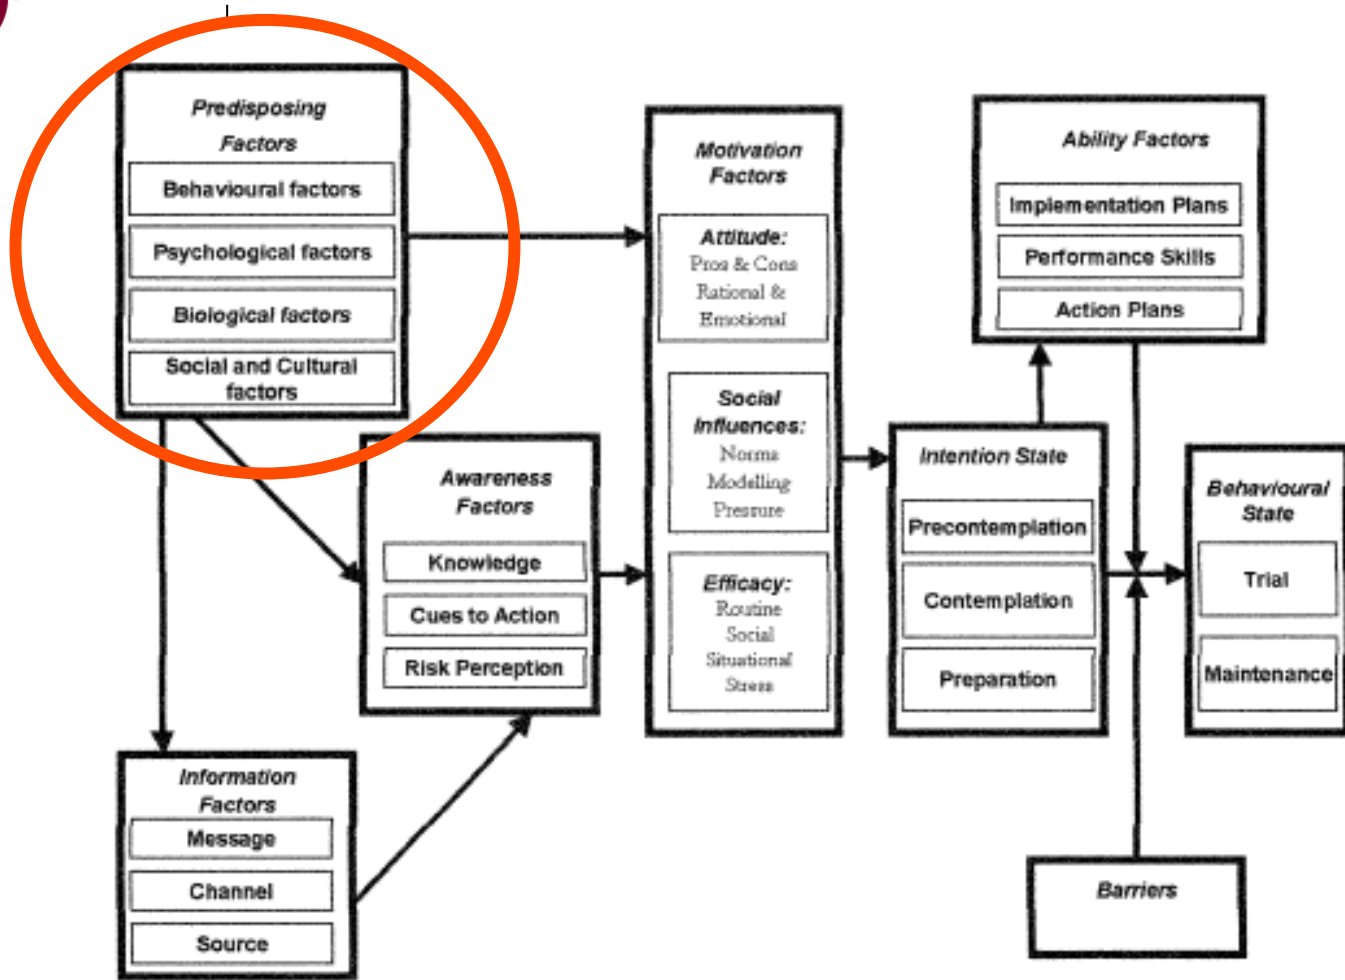 Predisposing
Factors
Behavioural factors
Psychological factors
Biological factors
Social and Cultural
factors
Awareness
Factors
Knowledge
Cues to Action
Risk Perception
Information
Factors
Message
Channel
Source
Motivation
Factors
Attitude:
Pros & Cons
Rational &
Emotional
Social
Influences:
Norms
Modelling
Pressure
Efficacy:
Routine
Social
Situational
Stress
Intention State
Precontemplation
Contemplation
Preparation
Ability Factors
Implementation Plans
Performance Skills
Action Plans
Behavioural
State
Trial
Maintenance
Barriers